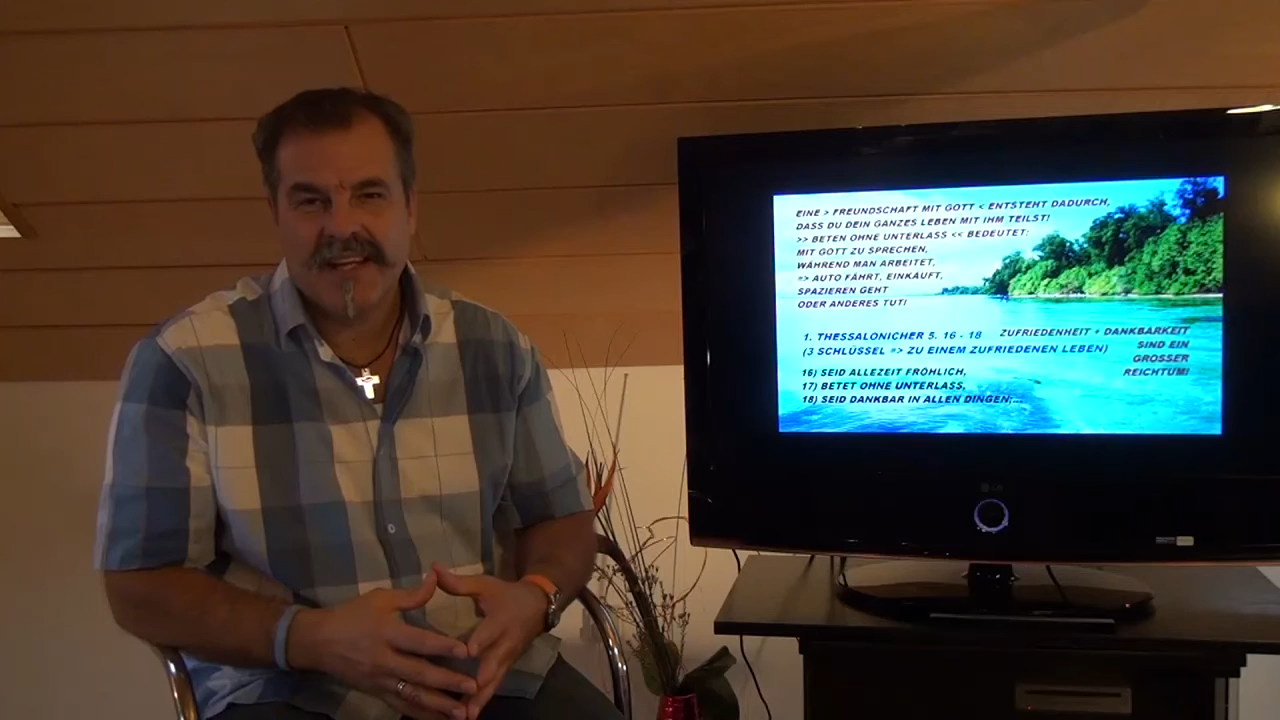 EINE > FREUNDSCHAFT MIT GOTT < ENTSTEHT DADURCH,
DASS DU DEIN GANZES LEBEN MIT IHM TEILST!
>> BETEN OHNE UNTERLASS << BEDEUTET:
MIT GOTT ZU SPRECHEN,
WÄHREND MAN ARBEITET,
=> AUTO FÄHRT, EINKAUFT,
SPAZIEREN GEHT
ODER ANDERES TUT!
1. THESSALONICHER 5. 16 - 18
(3 SCHLÜSSEL => ZU EINEM ZUFRIEDENEN LEBEN)
16) SEID ALLEZEIT FRÖHLICH,
17) BETET OHNE UNTERLASS,
18) SEID DANKBAR IN ALLEN DINGEN;...
ZUFRIEDENHEIT + DANKBARKEIT
SIND EIN
GROSSER
REICHTUM!
LG